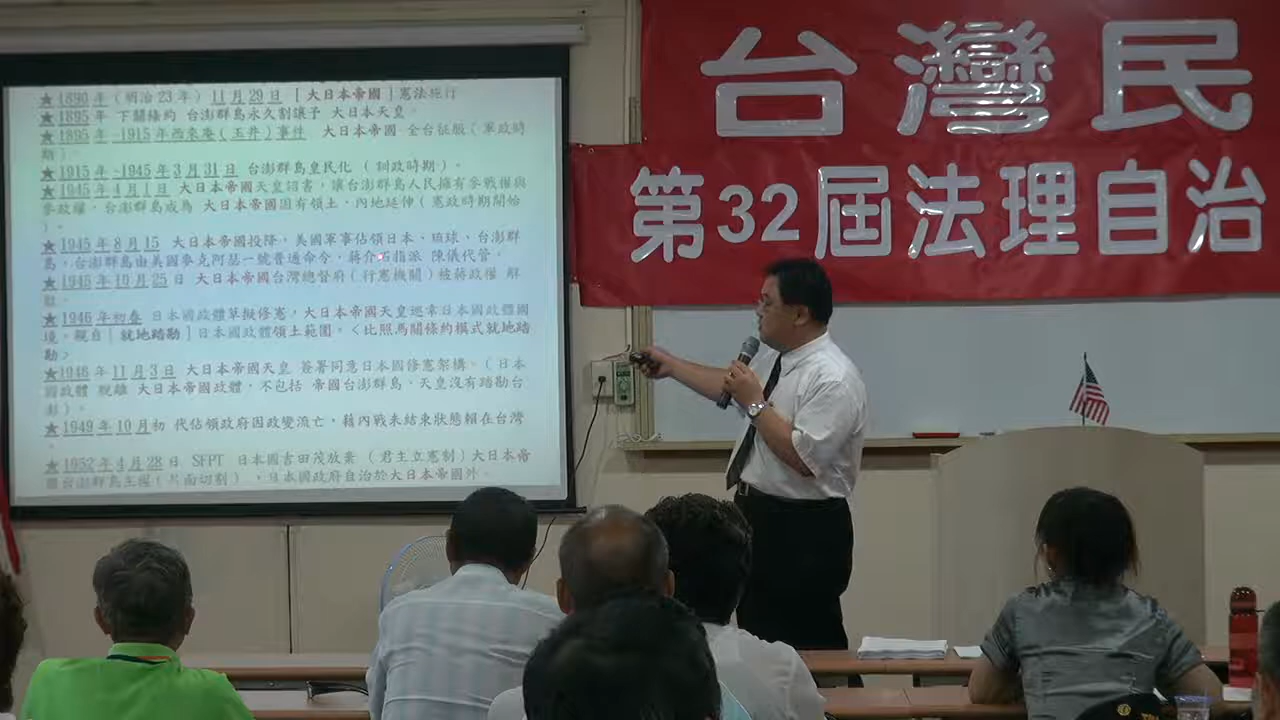 台灣民
第32屆法理自治
★1890年(明治23年)11月29日 [大日本帝國]憲法施行
★1895年 下關條約 台澎群島永久割讓予 大日本天皇。
★1895年-1915年西來庵(玉井)事件 大日本帝國 全台征服(軍政時
期)。
★1915年-1945年3月31日 台澎群島皇民化 (訓政時期)。
★1945年4月1日 大日本帝國天皇詔書,讓台澎群島人民擁有參戰權與
參政權,台澎群島成為 大日本帝國固有領土,內地延伸(憲政時期開始
)。
★1945年8月15 大日本帝國投降,美國軍事佔領日本、琉球、台澎群
島,台澎群島由美國麥克阿瑟一號普通命令,蔣介石指派 陳儀代管。
★1945年10月25日 大日本帝國台灣總督府(行憲機關)被蔣政權 解
★1946年初春 日本國政體草擬修憲,大日本帝國天皇巡幸日本國政體國
境。親自[就地踏勘]日本國政體領土範圍,<比照馬關條約模式就地踏
勘>
★1946年11月3日 大日本帝國天皇 簽署同意日本國修憲架構。(日本
國政體 脫離 大日本帝國政體,不包括 帝國台澎群島、天皇沒有踏勘台
澎)。
★1949年10月初 代佔領政府因政變流亡,藉內戰未結束狀態賴在台灣
。
★1952年4月28日 SFPT 日本國吉田茂放棄 (君主立憲制)大日本帝
國台澎群島主權(片面切割),日本國政府自治於大日本帝國外。